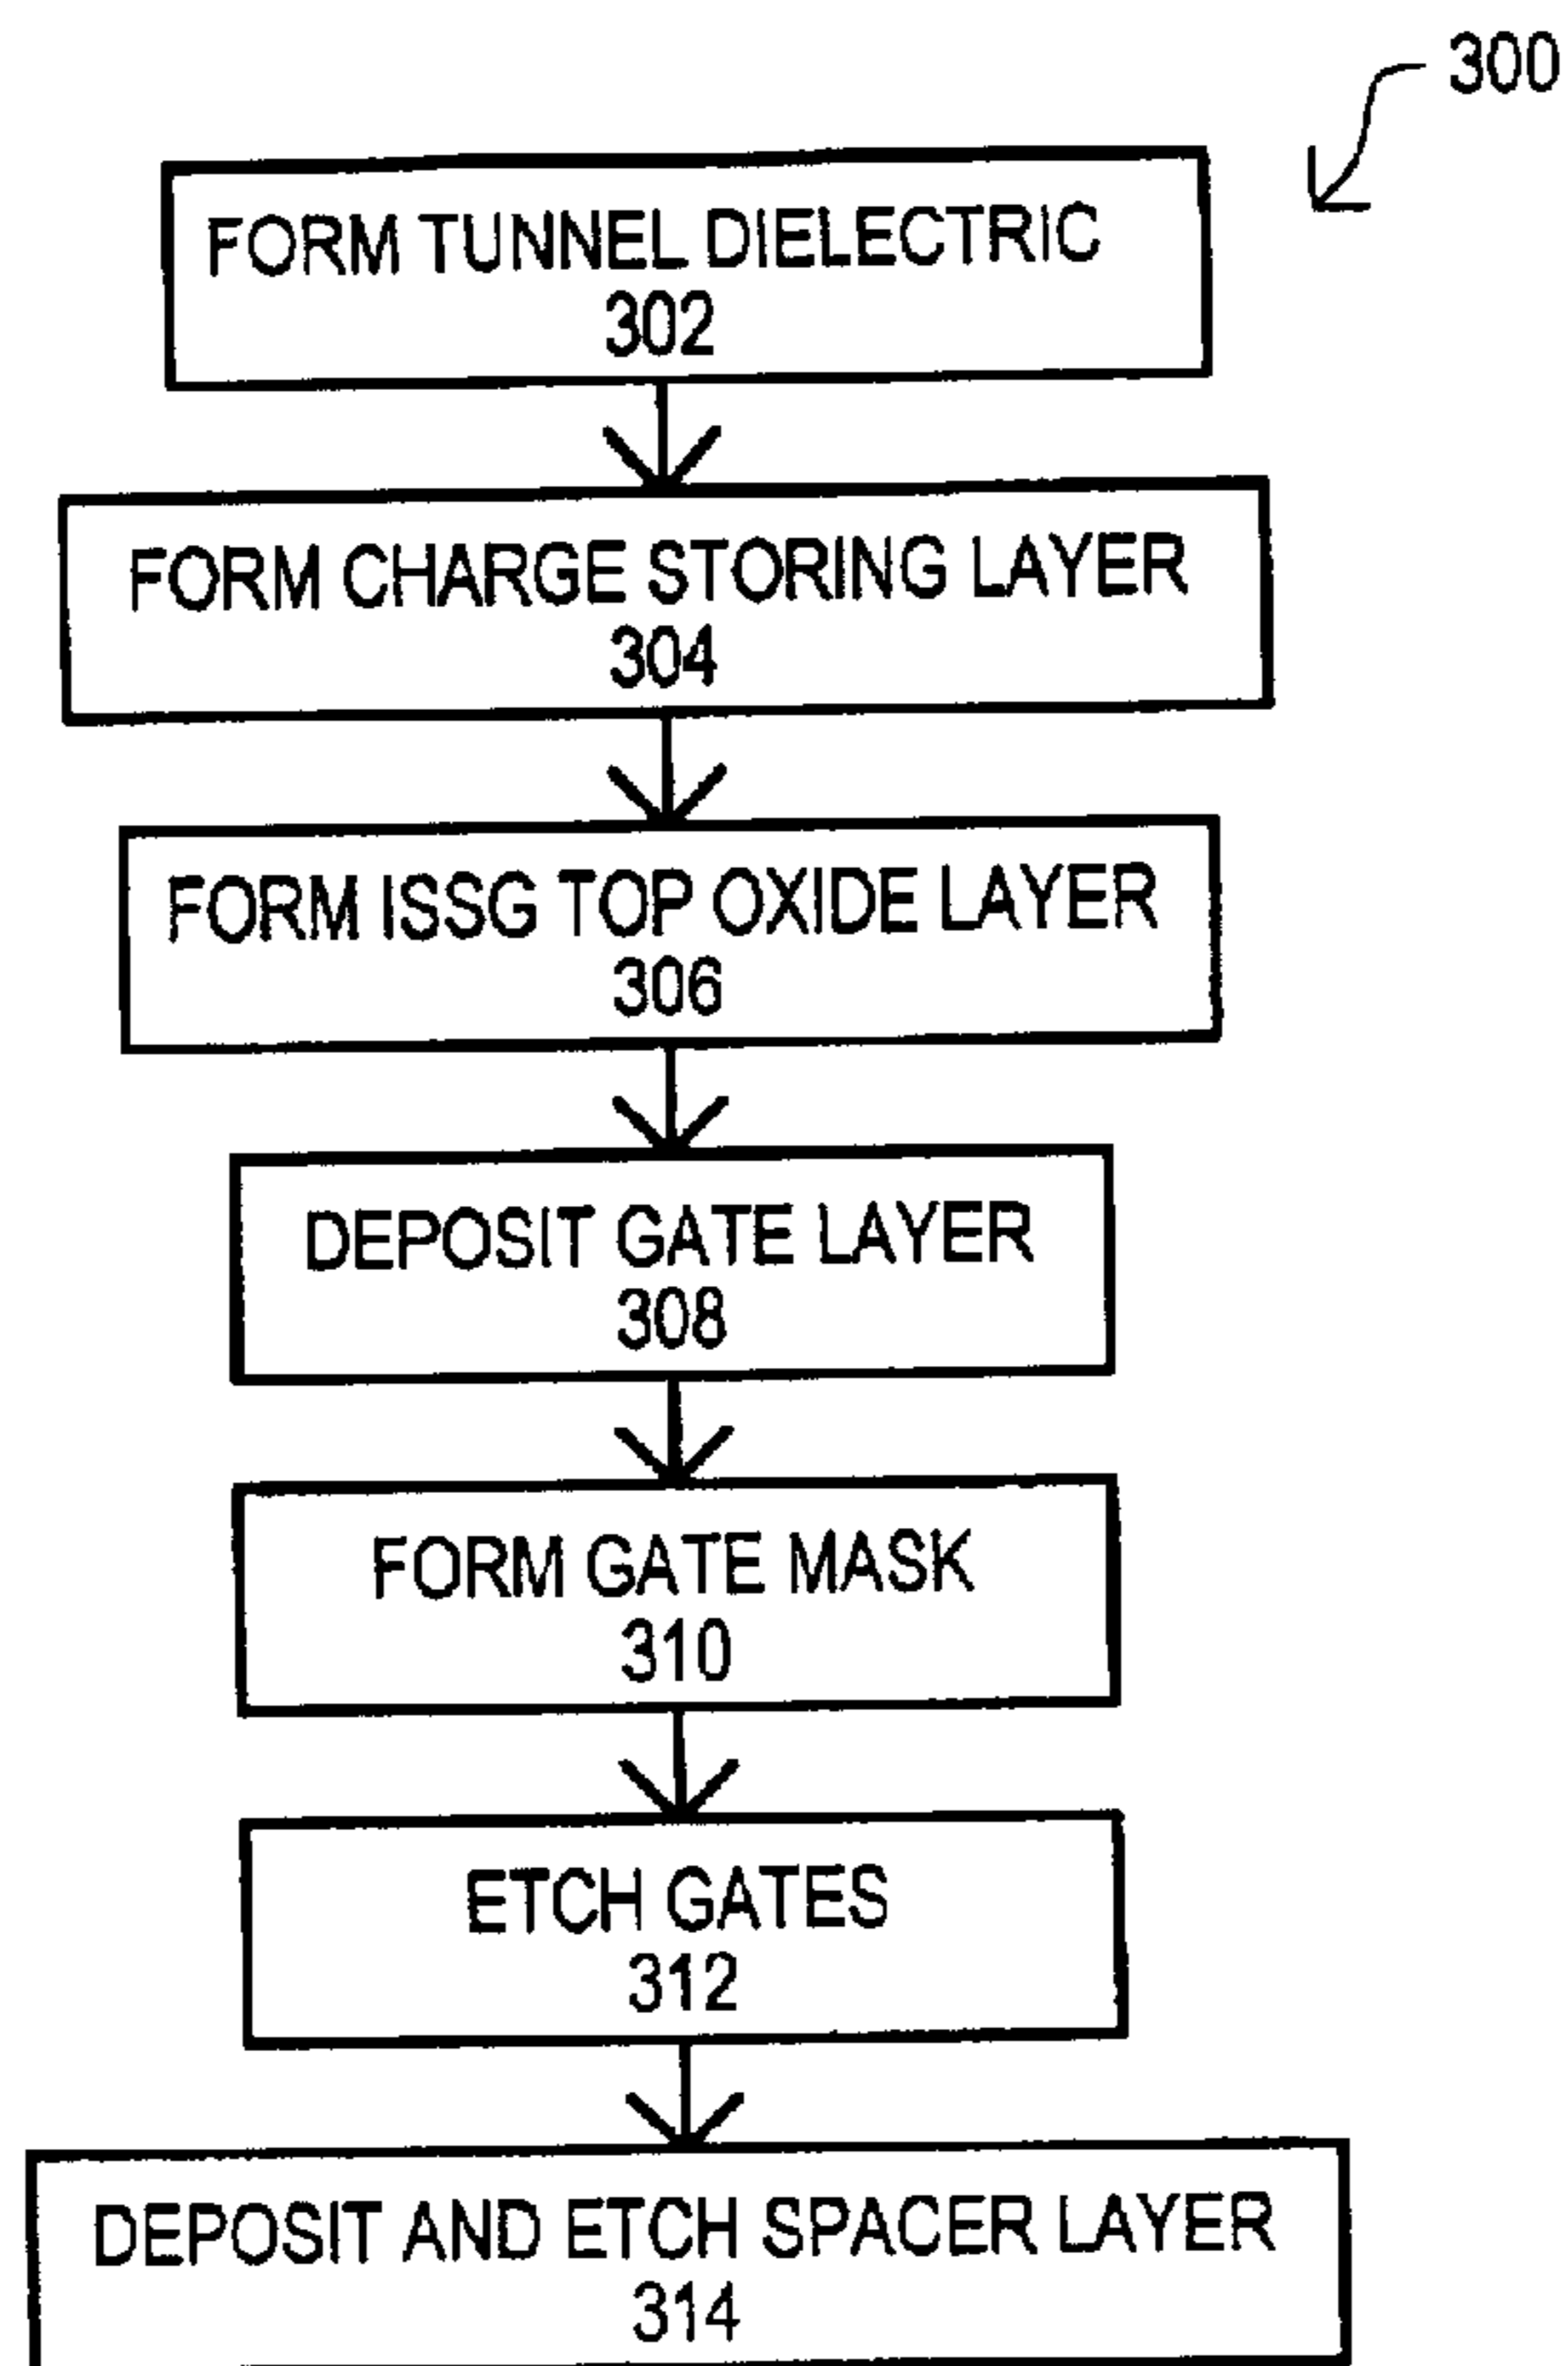 300
FORM TUNNEL DIELECTRIC
302
FORM CHARGE STORING LAYER
304
FORM ISSG TOP OXIDE LAYER
306
DEPOSIT GATE LAYER
308
FORM GATE MASK
310
ETCH GATES
312
DEPOSIT AND ETCH SPACER LAYER
314